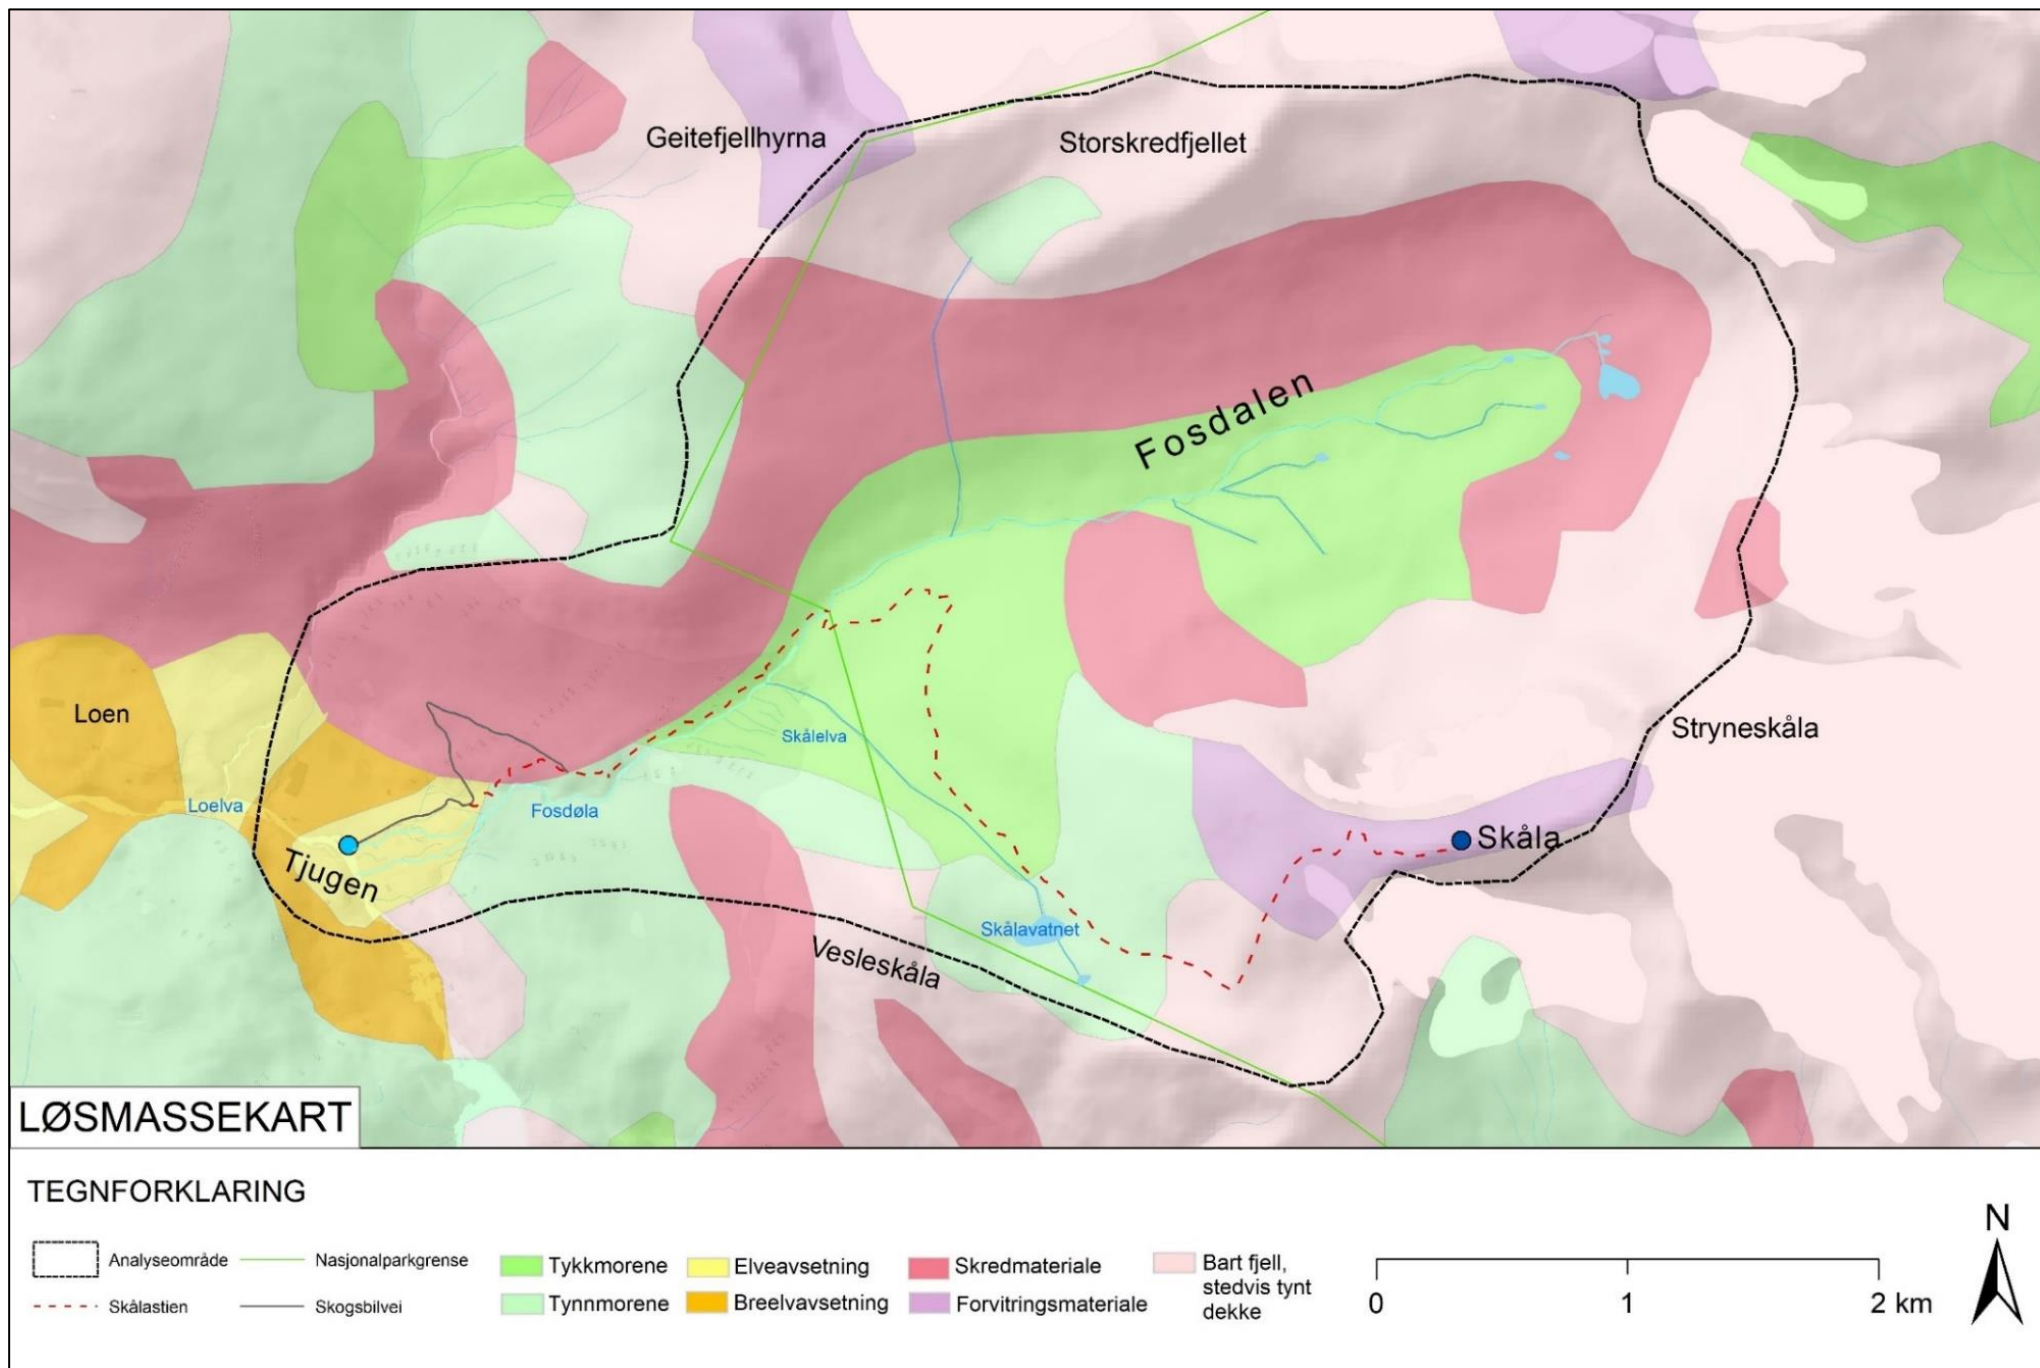 Geitefjellhyrna
Storskredfjellet
Fosdalen
Loen
Skålelva
Stryneskåla
Loelva
Fosdøla
Skåla
Tjugen
Skålavatnet
Vesleskåla
LØSMASSEKART
TEGNFORKLARING
Analyseområde
Nasjonalparkgrense
Skålastien
Skogsbilvei
Tykkmorene
Elveavsetning
Skredmateriale
Tynnmorene
Breelvavsetning
Forvitringsmateriale
Bart fjell,
stedvis tynt
dekke
0 1 2 km
N